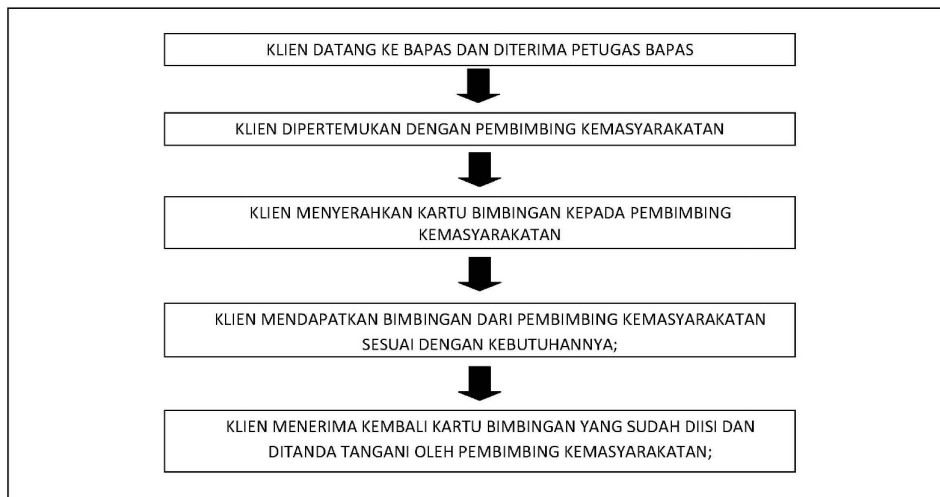 KLIEN DATANG KE BAPAS DAN DITERIMA PETUGAS BAPAS
KLIEN DIPERTEMUKAN DENGAN PEMBIMBING KEMASYARAKATAN
KLIEN MENYERAHKAN KARTU BIMBINGAN KEPADA PEMBIMBING
KEMASYARAKATAN
KLIEN MENDAPATKAN BIMBINGAN DARI PEMBIMBING KEMASYARAKATAN
SESUAI DENGAN KEBUTUHANNYA;
KLIEN MENERIMA KEMBALI KARTU BIMBINGAN YANG SUDAH DIISI DAN
DITANDA TANGANI OLEH PEMBIMBING KEMASYARAKATAN;